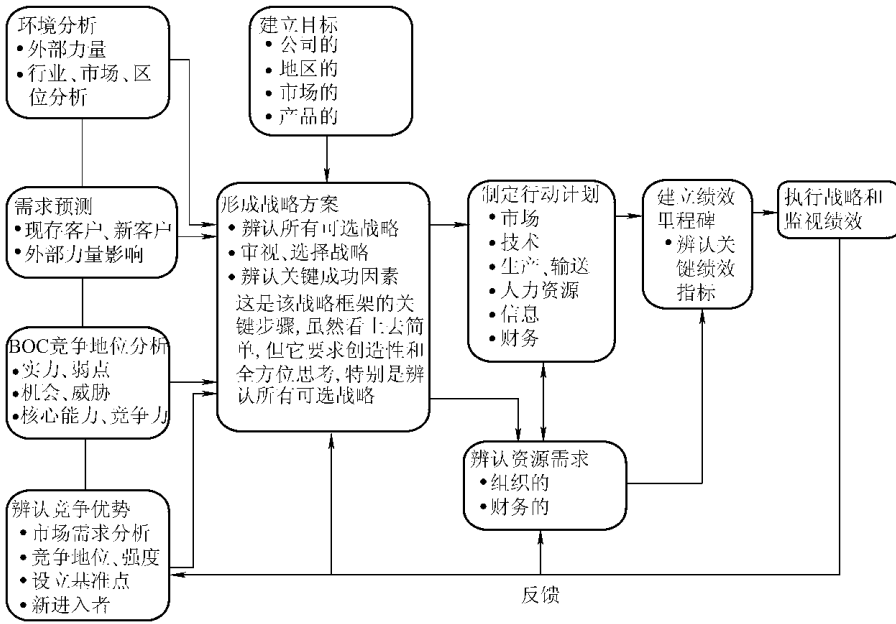 环境分析
•外部力量
•行业、市场、区
位分析
需求预测
•现存客户、新客户
•外部力量影响
BOC竞争地位分析
•实力、弱点
•机会、威胁
•核心能力、竞争力
辨认竞争优势
•市场需求分析
•竞争地位、强度
•设立基准点
•新进入者
建立目标
•公司的
•地区的
•市场的
•产品的
形成战略方案
•辨认所有可选战略
•审视、选择战略
•辨认关键成功因素
这是该战略框架的关
键步骤,虽然看上去简
单,但它要求创造性和
全方位思考,特别是辨
认所有可选战略
制定行动计划
•市场
•技术
•生产、输送
•人力资源
•信息
•财务
辨认资源需求
•组织的
•财务的
建立绩效
里程碑
•辨认关
键绩效
指标
执行战略和
监视绩效
反馈